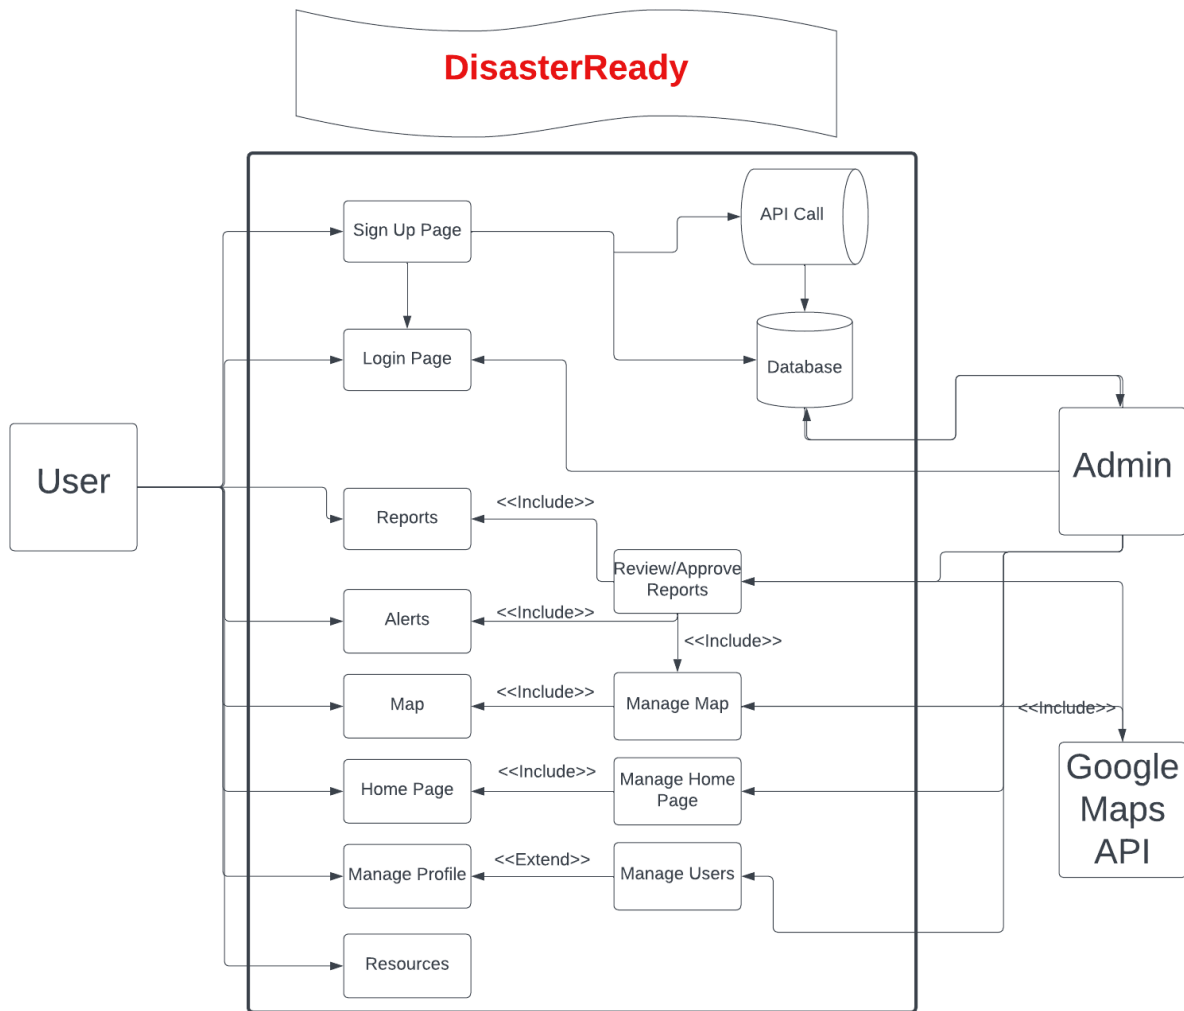 DisasterReady
Sign Up Page
API Call
Login Page
Database
User
Admin
Reports
<<Include>>
Review/Approve
Reports
Alerts
<<Include>>
<<Include>>
Map
<<Include>>
Manage Map
<<Include>>
Home Page
<<Include>>
Manage Home
Page
Google
Maps
API
Manage Profile
<<Extend>>
Manage Users
Resources